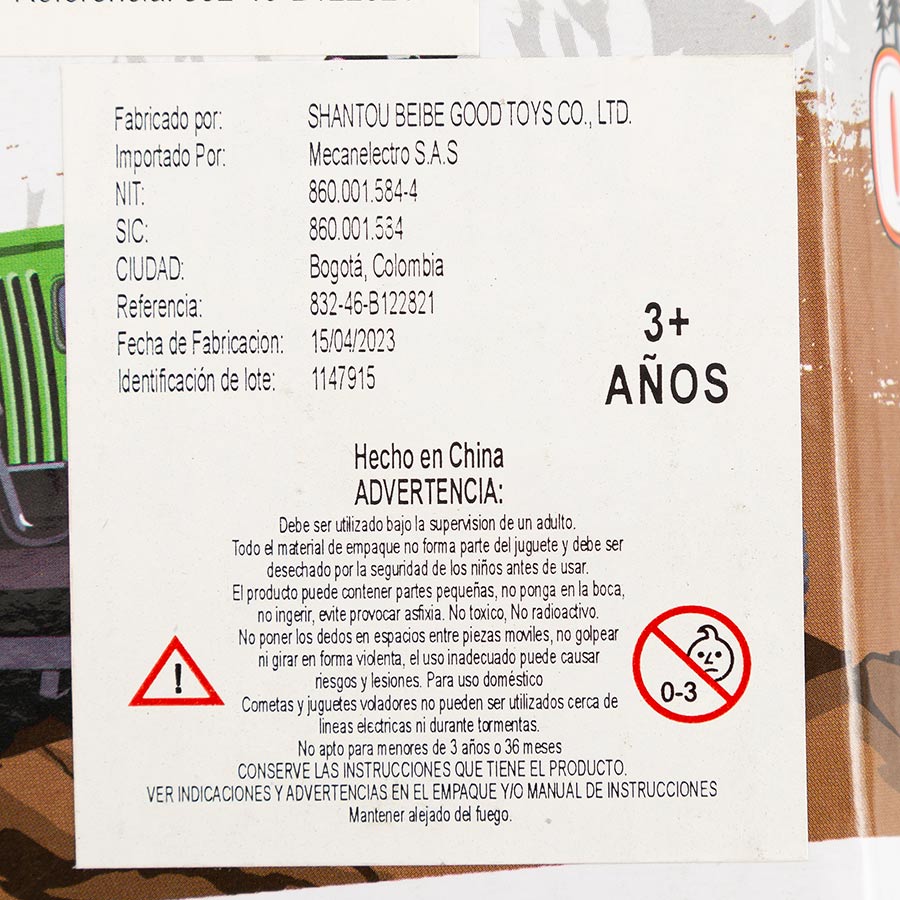 Fabricado por: SHANTOU BEIBE GOOD TOYS CO., LTD.
Importado Por: Mecanelectro S.A.S
NIT: 860.001.584-4
SIC: 860.001.534
CIUDAD: Bogotá, Colombia
Referencia: 832-46-B122821
Fecha de Fabricacion: 15/04/2023
Identificación de lote: 1147915
3+
AÑOS
Hecho en China
ADVERTENCIA:
Debe ser utilizado bajo la supervision de un adulto.
Todo el material de empaque no forma parte del juguete y debe ser
desechado por la seguridad de los niños antes de usar.
El producto puede contener partes pequeñas, no ponga en la boca,
no ingerir, evite provocar asfixia. No toxico, No radioactivo.
No poner los dedos en espacios entre piezas moviles, no golpear
ni girar en forma violenta, el uso inadecuado puede causar
riesgos y lesiones. Para uso doméstico
Cometas y juguetes voladores no pueden ser utilizados cerca de
lineas electricas ni durante tormentas.
No apto para menores de 3 años o 36 meses
CONSERVE LAS INSTRUCCIONES QUE TIENE EL PRODUCTO.
VER INDICACIONES Y ADVERTENCIAS EN EL EMPAQUE Y/O MANUAL DE INSTRUCCIONES
Mantener alejado del fuego.
!
0-3